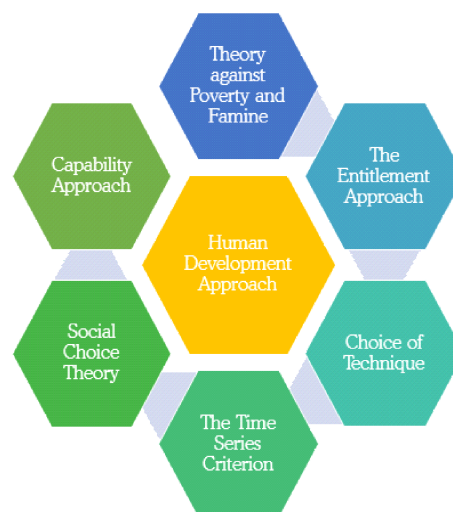 Theory
against
Poverty and
Famine
The
Entitlement
Approach
Choice of
Technique
The Time
Series
Criterion
Social
Choice
Theory
Capability
Approach
Human
Development
Approach